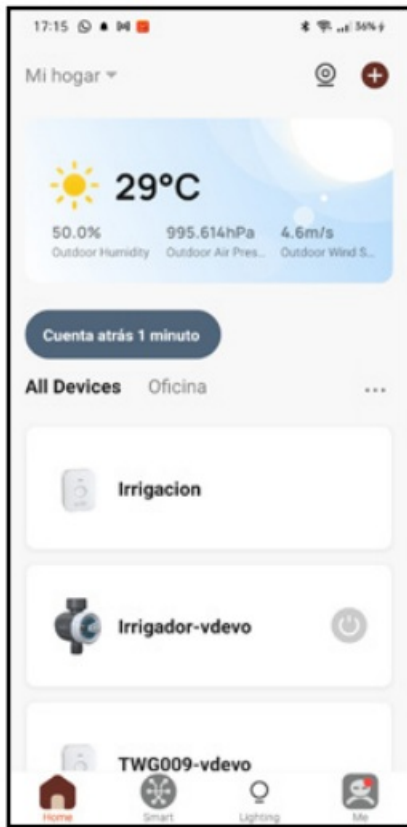 17:15 36%
Mi hogar
29°C
50.0% 995.614hPa 4.6m/s
Outdoor Humidity Outdoor Air Pres... Outdoor Wind S...
Cuenta atrás 1 minuto
All Devices Oficina ...
Irrigacion
Irrigador-vdevo
TWG009-vdevo
Home Smart Lighting Me